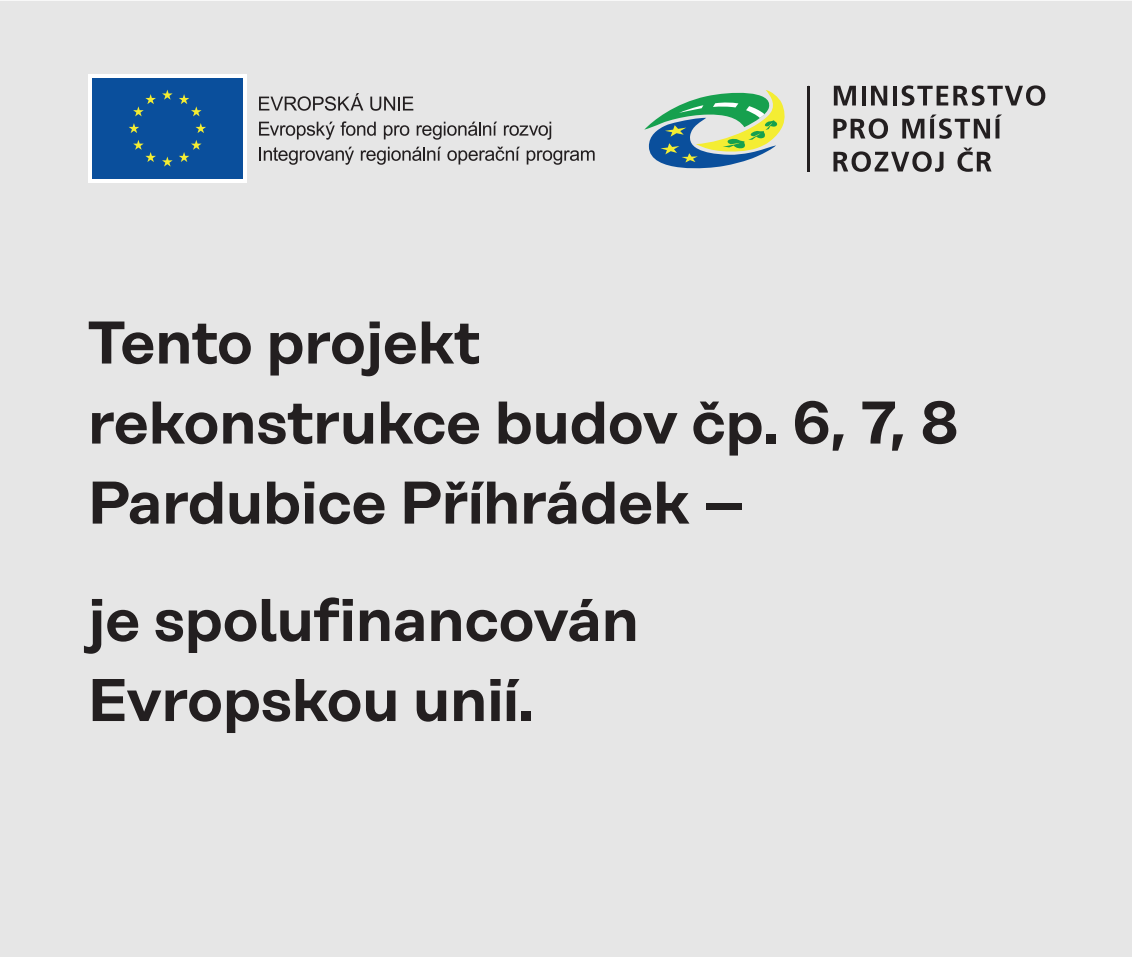 EVROPSKÁ UNIE
Evropský fond pro regionální rozvoj
Integrovaný regionální operační program
MINISTERSTVO
PRO MÍSTNÍ
ROZVOJ ČR
Tento projekt
rekonstrukce budov čp. 6, 7, 8
Pardubice Příhrádek –
je spolufinancován
Evropskou unií.